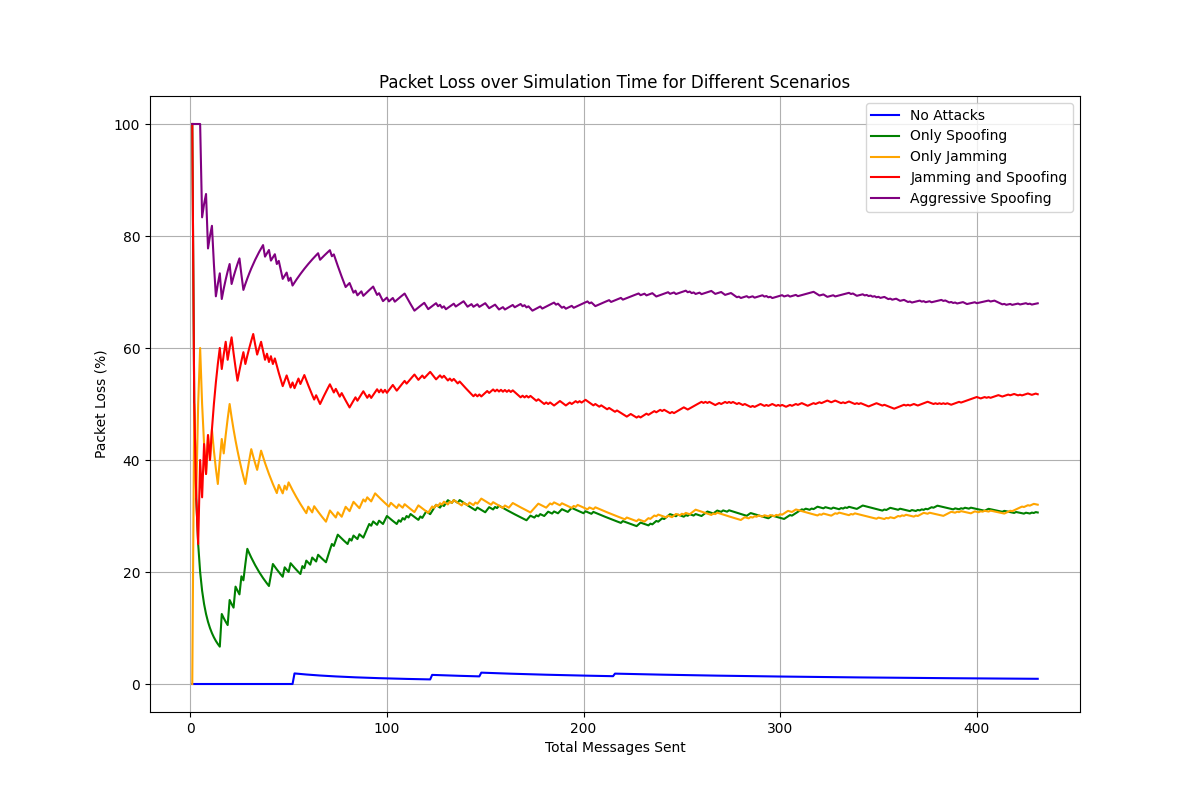 Packet Loss over Simulation Time for Different Scenarios
No Attacks
Only Spoofing
Only Jamming
Jamming and Spoofing
Aggressive Spoofing
Packet Loss (%)
100
80
60
40
20
0
0 100 200 300 400
Total Messages Sent